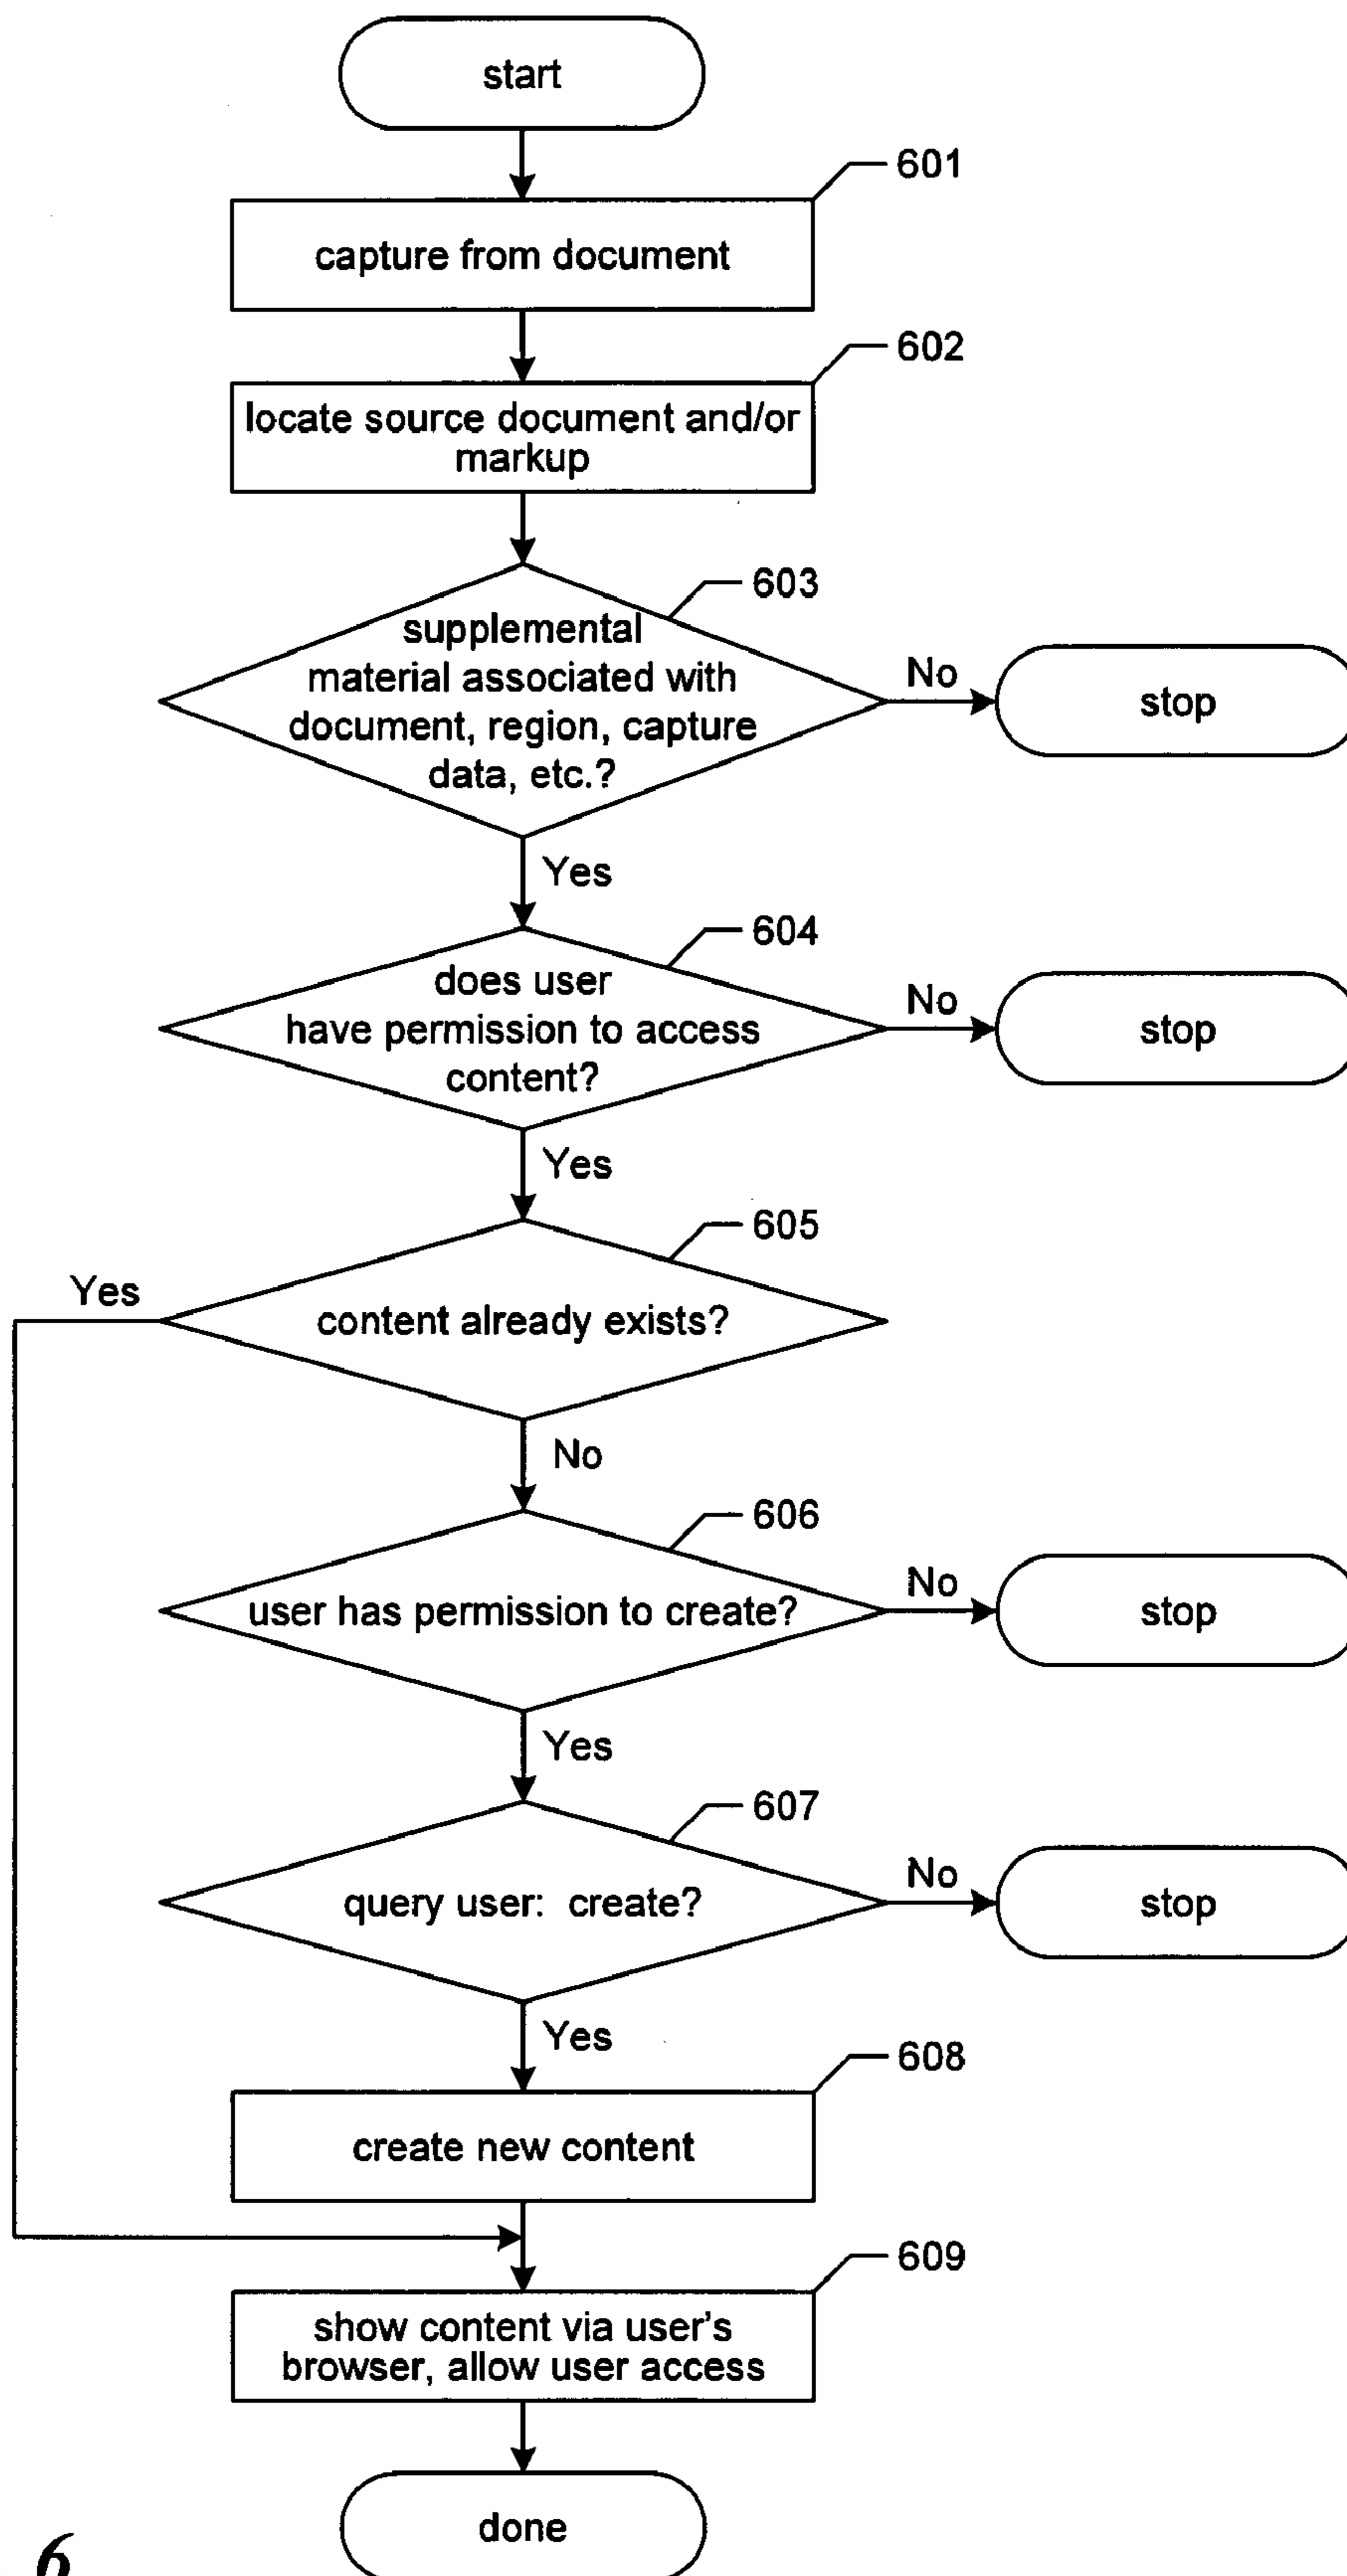 start
601
capture from document
602
locate source document and/or
markup
603
supplemental
material associated with
document, region, capture
data, etc.?
No
stop
Yes
604
does user
have permission to access
content?
No
stop
Yes
605
Yes
content already exists?
No
606
user has permission to create?
No
stop
Yes
607
query user: create?
No
stop
Yes
608
create new content
609
show content via user's
browser, allow user access
done
6